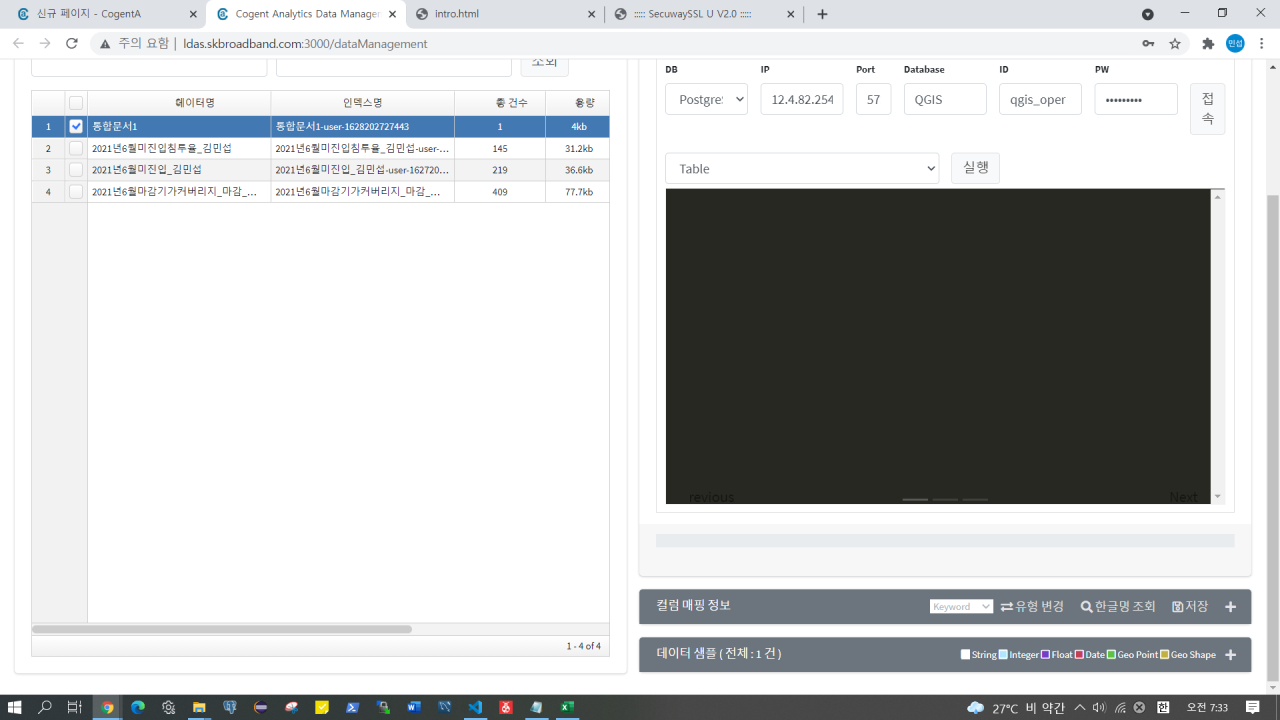 신규 페이지 - CogentA
Cogent Analytics Data Manager
intro.html
::::: SecuwaySSL U V2.0 :::::
주의 요함 | ldas.skbroadband.com:3000/dataManagement
민섭
조회
데이터명 인덱스명 총 건수 용량
1 통합문서1 통합문서1-user-1628202727443 1 4kb
2 2021년6월미진입침투율_김민섭 2021년6월미진입침투율_김민섭-user-... 145 31.2kb
3 2021년6월미진입_김민섭 2021년6월미진입_김민섭-user-162720... 219 36.6kb
4 2021년6월마감기가커버리지_마감_... 2021년6월마감기가커버리지_마감_... 409 77.7kb
1 - 4 of 4
DB IP Port Database ID PW
Postgre 12.4.82.254 57 QGIS qgis_oper ••••••••• 접속
Table 실행
revious Next
컬럼 매핑 정보 Keyword 유형 변경 한글명 조회 저장
데이터 샘플 ( 전체 : 1 건 ) String Integer Float Date Geo Point Geo Shape
27°C 비 약간 한 오전 7:33